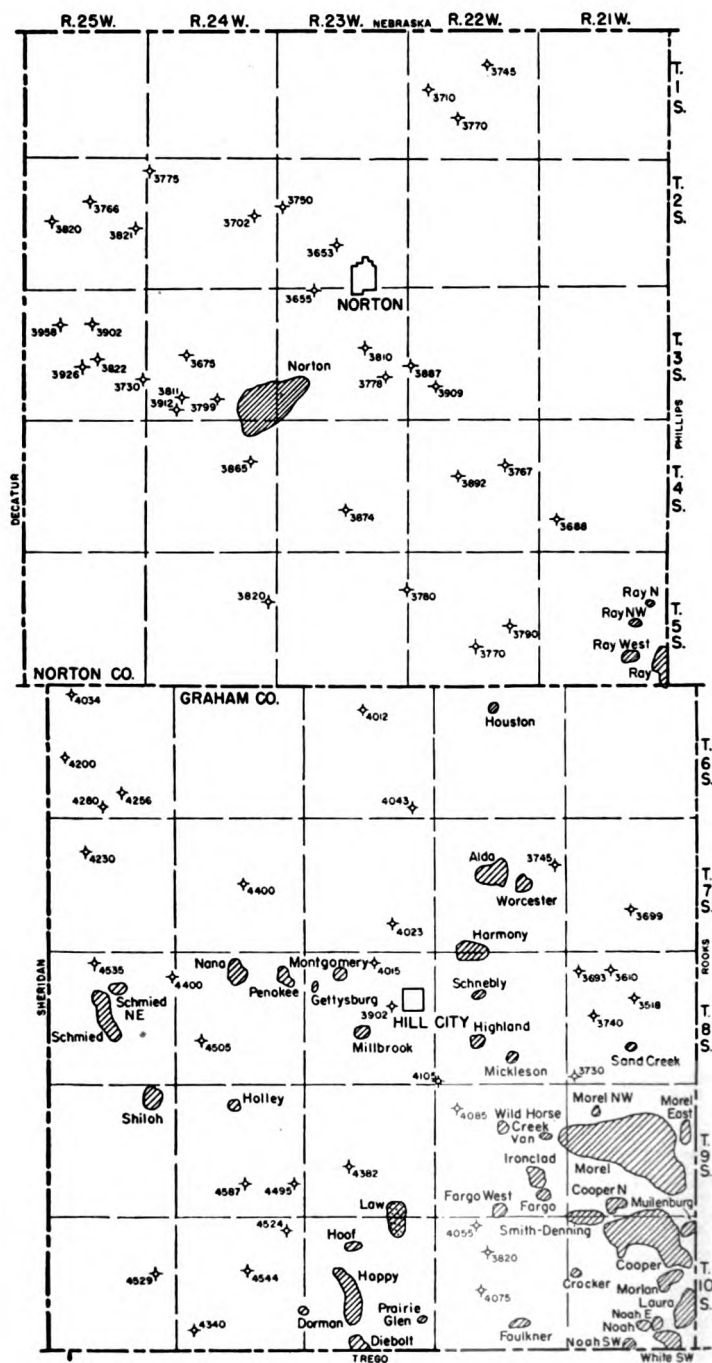 R.25W. R.24W. R.23W. NEBRASKA R.22W. R.21W.
T. 1 S.
3745
3710
3770
T. 2 S.
3775
3766
3820
3821
3702
3750
3653
3655
NORTON
T. 3 S.
3958
3902
3926
3822
3730
3675
3811
3912
3799
Norton
3810
3778
3887
3909
PHILLIPS
DECATUR
T. 4 S.
3865
3874
3892
3767
3688
T. 5 S.
3820
3780
3790
3770
Ray N
Ray NW
Ray West
Ray
NORTON CO.
GRAHAM CO.
T. 6 S.
4034
4012
Houston
4200
4280
4256
4043
T. 7 S.
4230
4400
4023
Alda
3745
Worcester
3699
Harmony
ROOKS
SHERIDAN
T. 8 S.
4535
4400
Nana
Penokee
Montgomery
Gettysburg
4015
Schmied NE
Schmied
3902
HILL CITY
Schnebly
3693
3610
3518
3740
4505
Millbrook
Highland
Mickleson
Sand Creek
4105
3730
T. 9 S.
Shiloh
Holley
4085
Wild Horse Creek
Van
Morel NW
Morel East
Morel
Ironclad
4382
4587
4495
Fargo West
Fargo
Cooper N
Muilenburg
Law
T. 10 S.
4524
Hoof
4055
Smith-Denning
3820
Cooper
4529
4544
Happy
4075
Cracker
Morlan
Laura
Dorman
Prairie Glen
Noah E
Noah
4340
Diebolt
Faulkner
Noah SW
TREGO
White SW